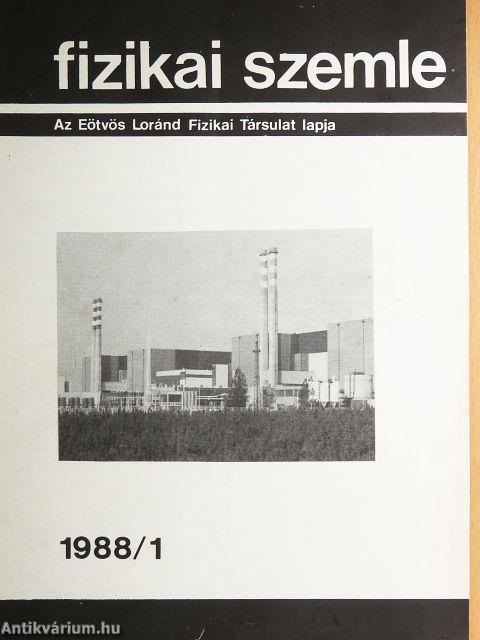 fizikai szemle
Az Eötvös Loránd Fizikai Társulat lapja
1988/1
Antikvárium.hu